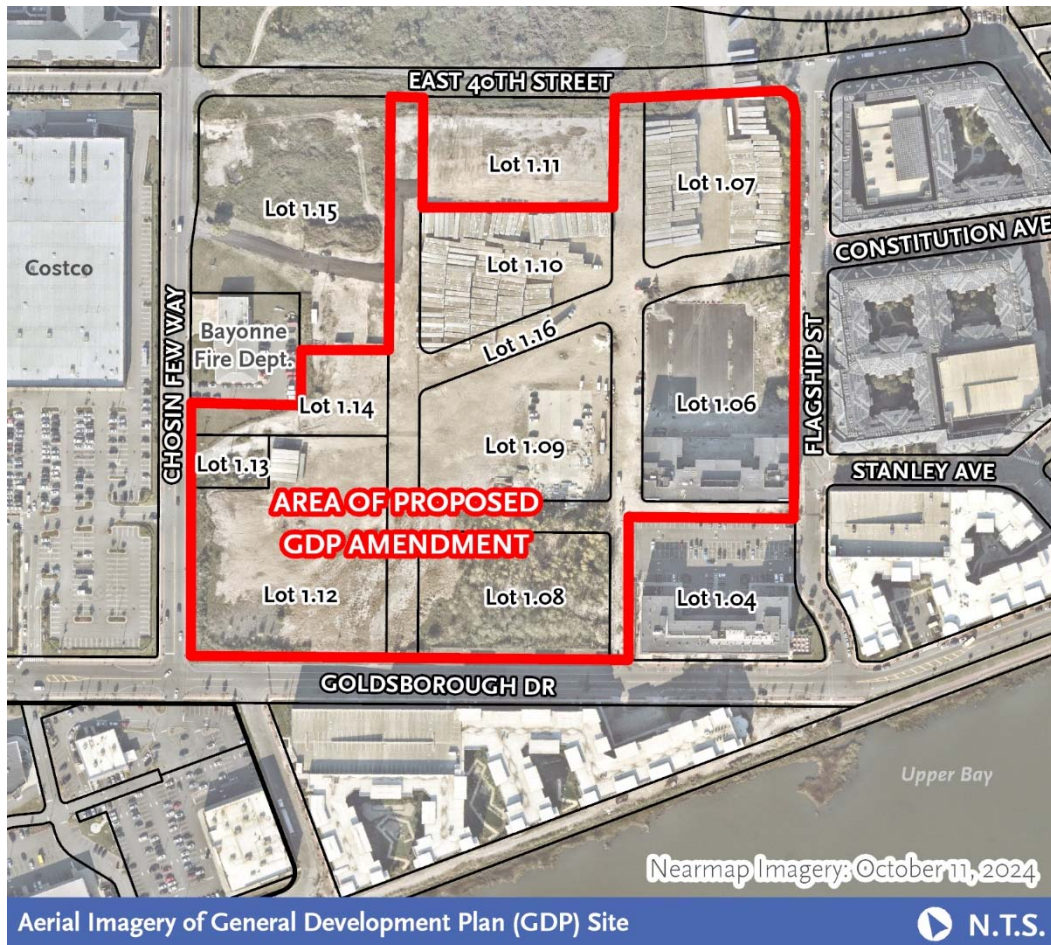 EAST 40TH STREET
Lot 1.11
Lot 1.07
Lot 1.15
CONSTITUTION AVE
Costco
Lot 1.10
CHOSIN FEW WAY
Bayonne
Fire Dept.
Lot 1.16
FLAGSHIP ST
Lot 1.14
Lot 1.06
Lot 1.09
Lot 1.13
STANLEY AVE
AREA OF PROPOSED
GDP AMENDMENT
Lot 1.12
Lot 1.08
Lot 1.04
GOLDSBOROUGH DR
Upper Bay
Nearmap Imagery: October 11, 2024
Aerial Imagery of General Development Plan (GDP) Site
N.T.S.